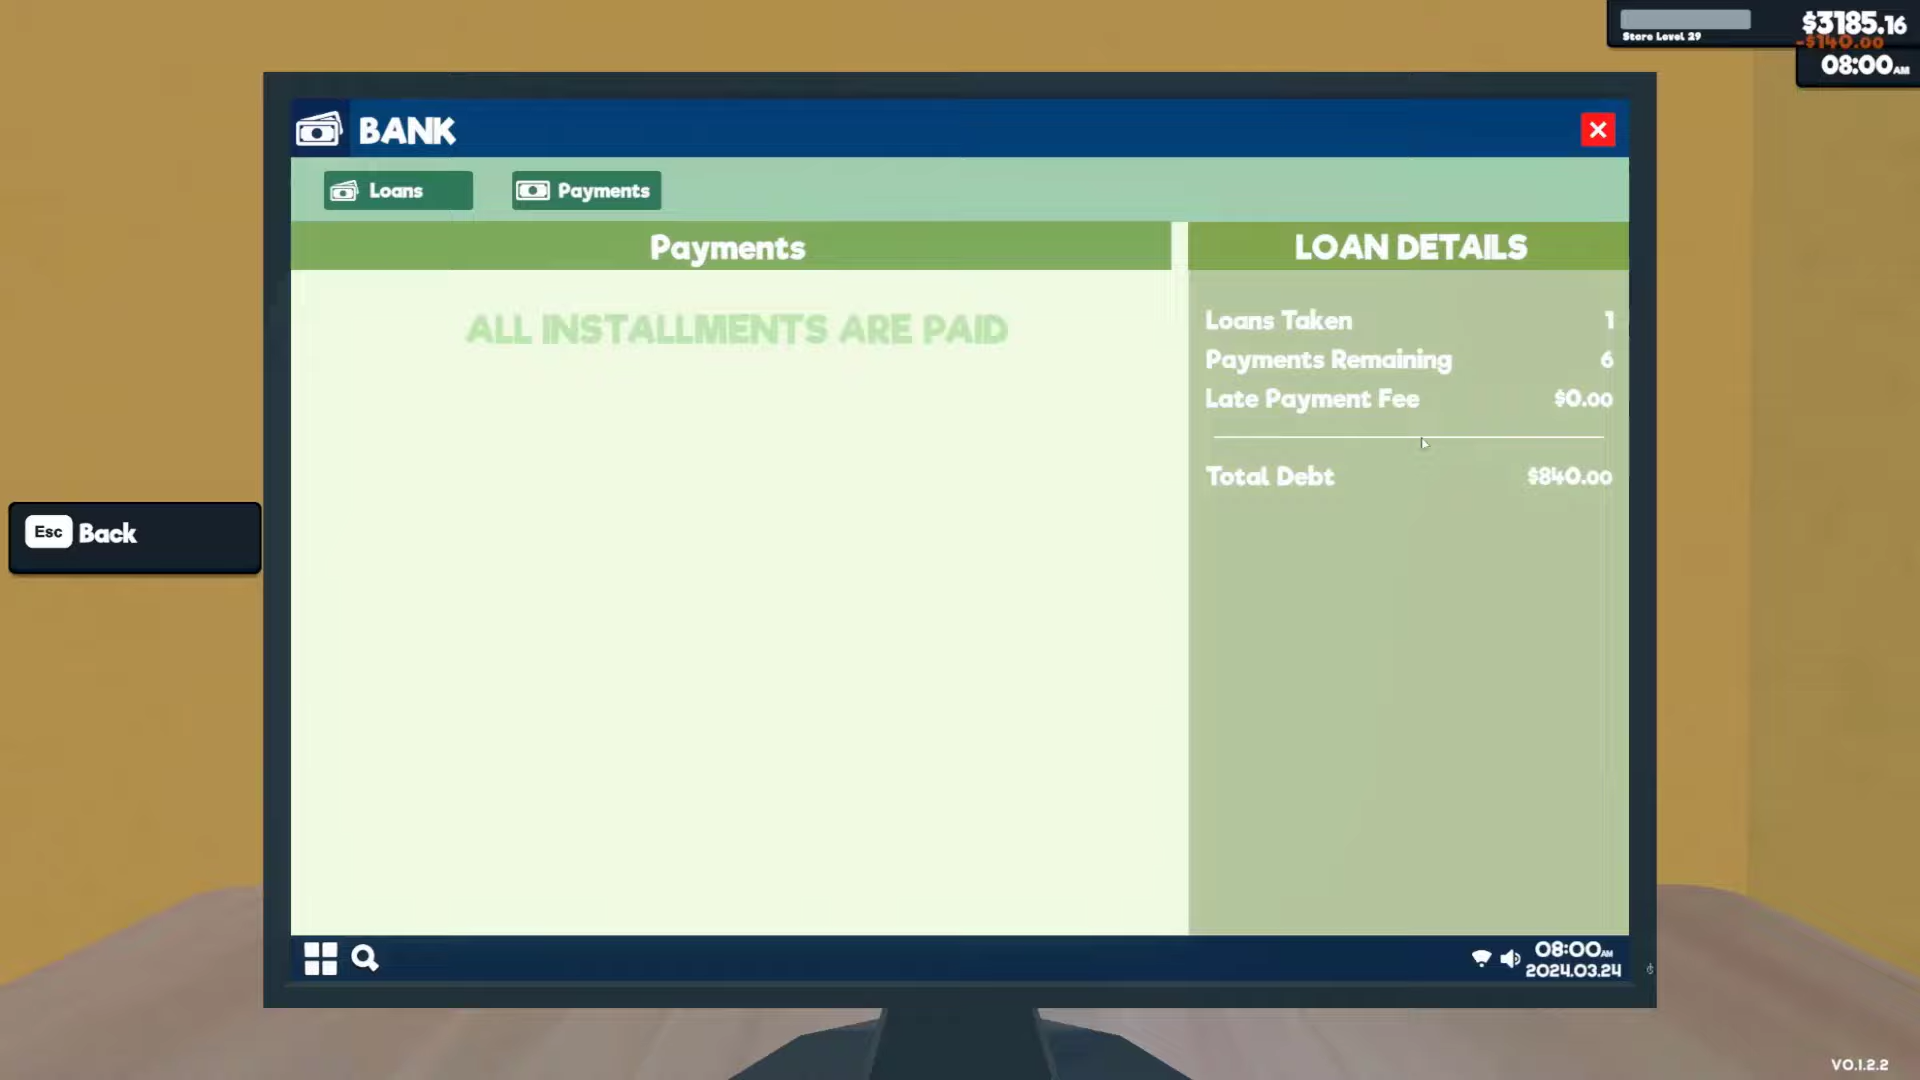 $3185.16
Store Level 29
-$140.00
08:00AM
BANK
Loans
Payments
Payments
LOAN DETAILS
ALL INSTALLMENTS ARE PAID
Loans Taken 1
Payments Remaining 6
Late Payment Fee $0.00
Total Debt $840.00
Esc Back
08:00AM
2024.03.24
V0.1.2.2